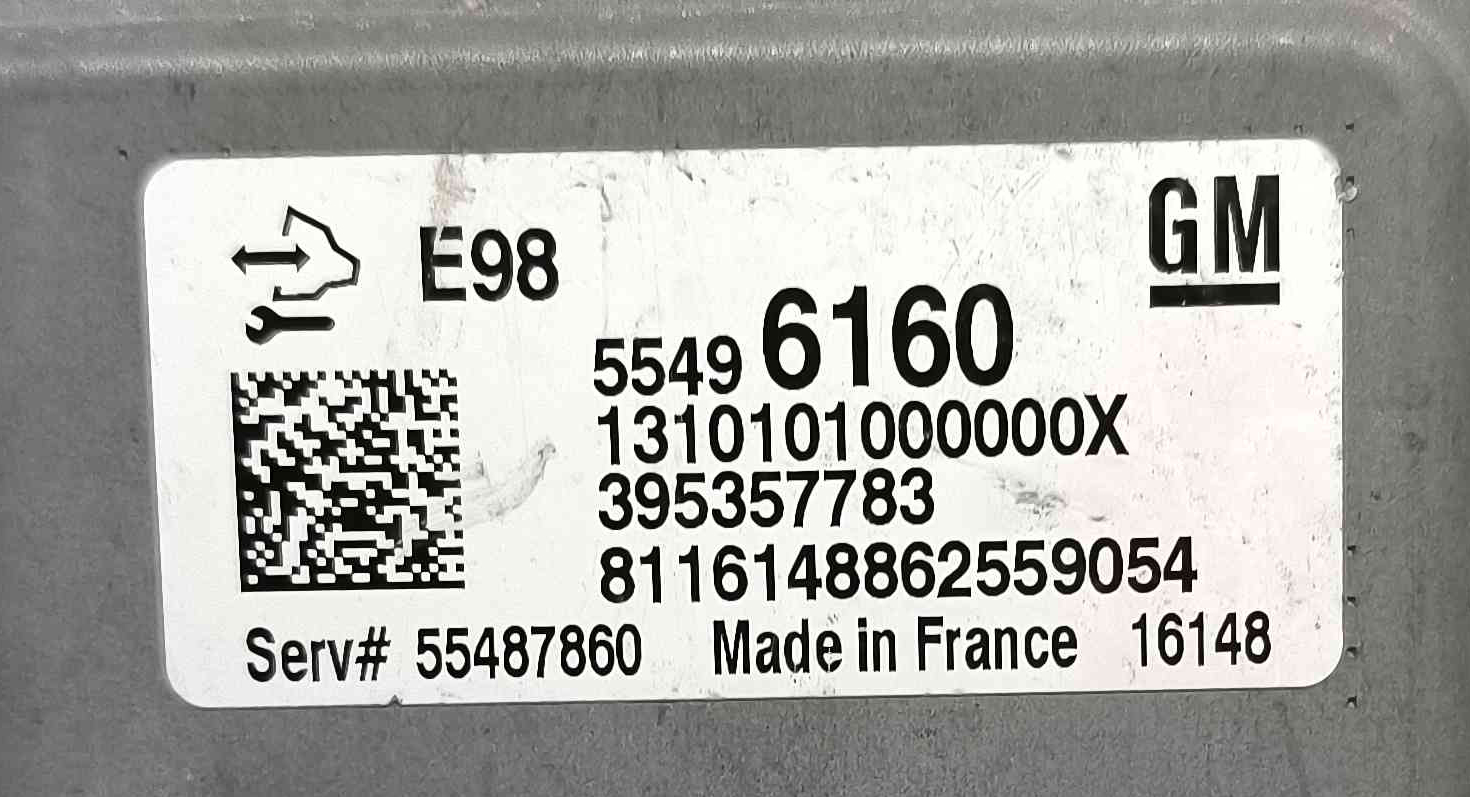 E98
GM
5549 6160
1310101000000X
395357783
8116148862559054
Serv# 55487860 Made in France 16148